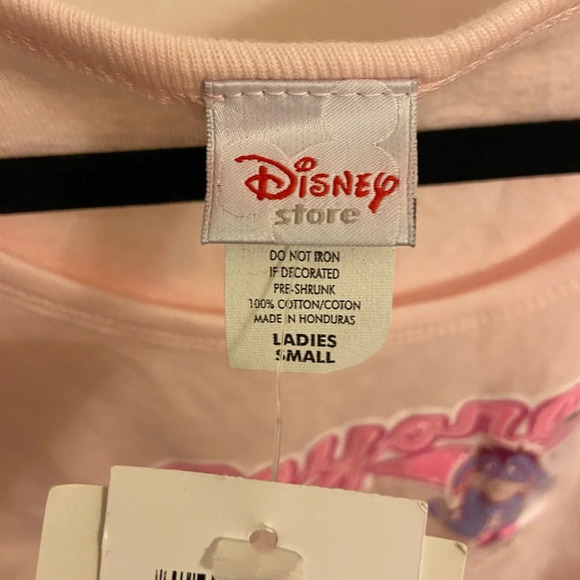 Disney
store
DO NOT IRON
IF DECORATED
PRE-SHRUNK
100% COTTON/COTON
MADE IN HONDURAS
LADIES
SMALL